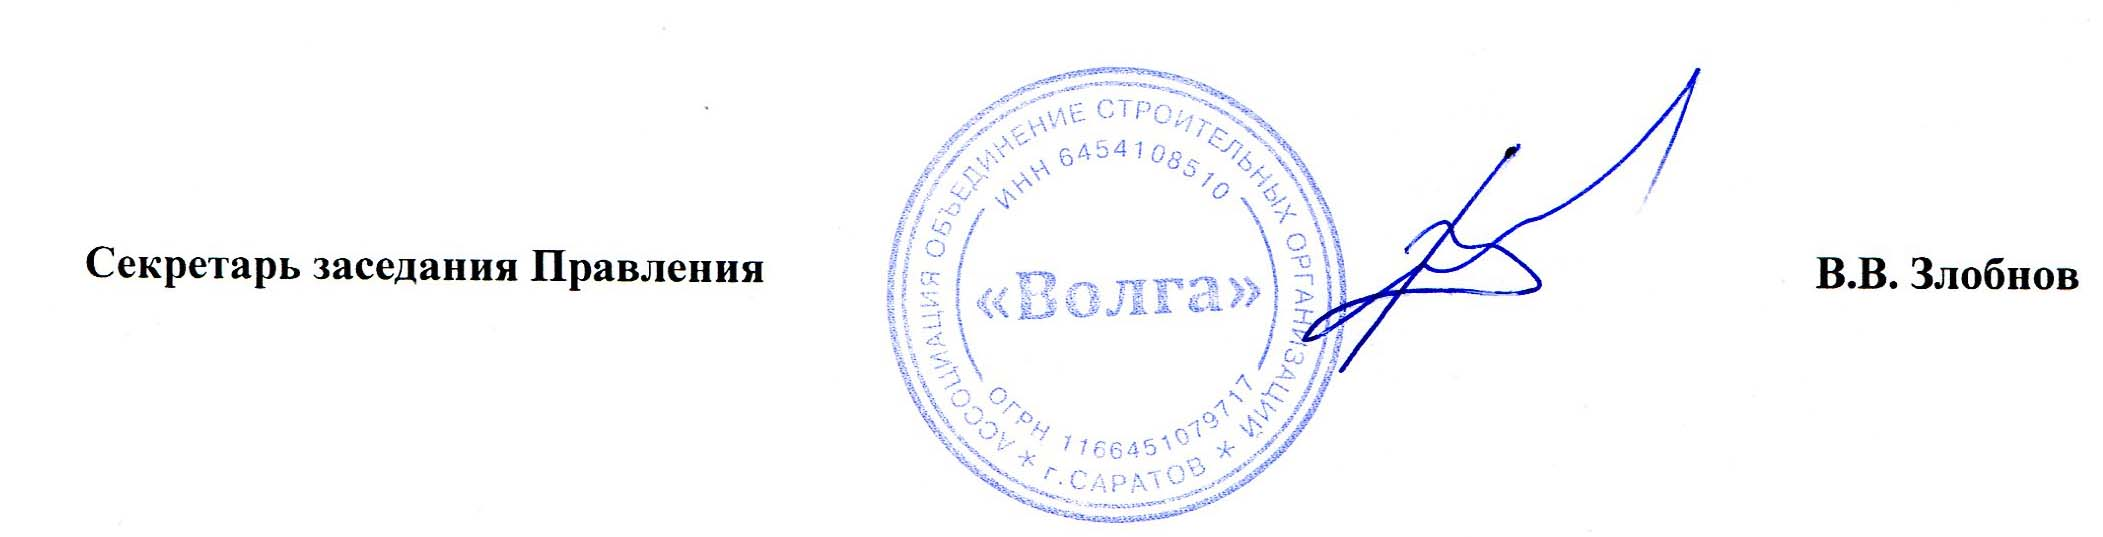 Секретарь заседания Правления
АССОЦИАЦИЯ ОБЪЕДИНЕНИЕ СТРОИТЕЛЬНЫХ ОРГАНИЗАЦИЙ
* г.САРАТОВ *
ИНН 6454108510
«Волга»
ОГРН 1166451079717
В.В. Злобнов